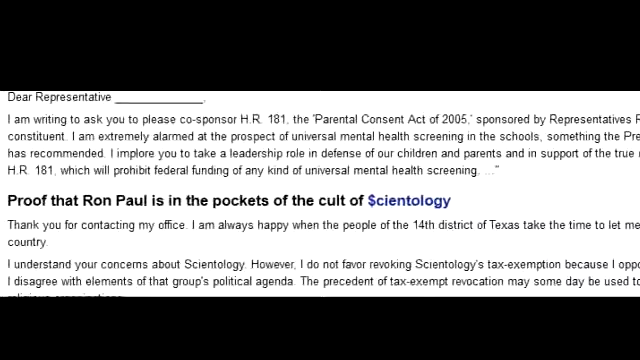 Dear Representative ______________,
I am writing to ask you to please co-sponsor H.R. 181, the 'Parental Consent Act of 2005,' sponsored by Representatives
constituent. I am extremely alarmed at the prospect of universal mental health screening in the schools, something the
has recommended. I implore you to take a leadership role in defense of our children and parents and in support of the true
H.R. 181, which will prohibit federal funding of any kind of universal mental health screening. ..."
Proof that Ron Paul is in the pockets of the cult of $cientology
Thank you for contacting my office. I am always happy when the people of the 14th district of Texas take the time to let me
country.
I understand your concerns about Scientology. However, I do not favor revoking Scientology's tax-exemption because I
I disagree with elements of that group's political agenda. The precedent of tax-exempt revocation may some day be used to